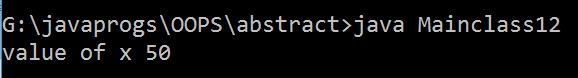 G:\javaprogs\OOPS\abstract>java Mainclass12
value of x 50